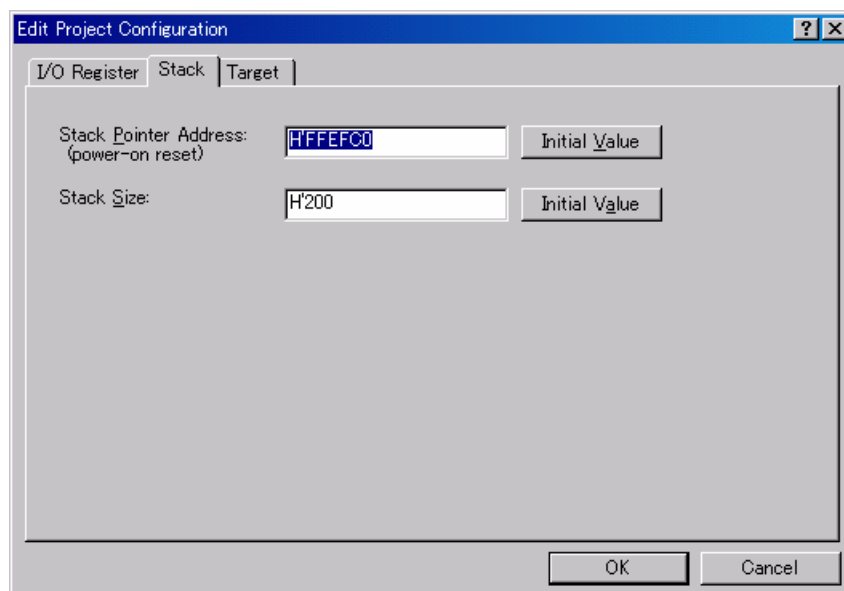 Edit Project Configuration
I/O Register Stack Target
Stack Pointer Address: H'FFEFC0 Initial Value
(power-on reset)
Stack Size: H'200 Initial Value
OK Cancel